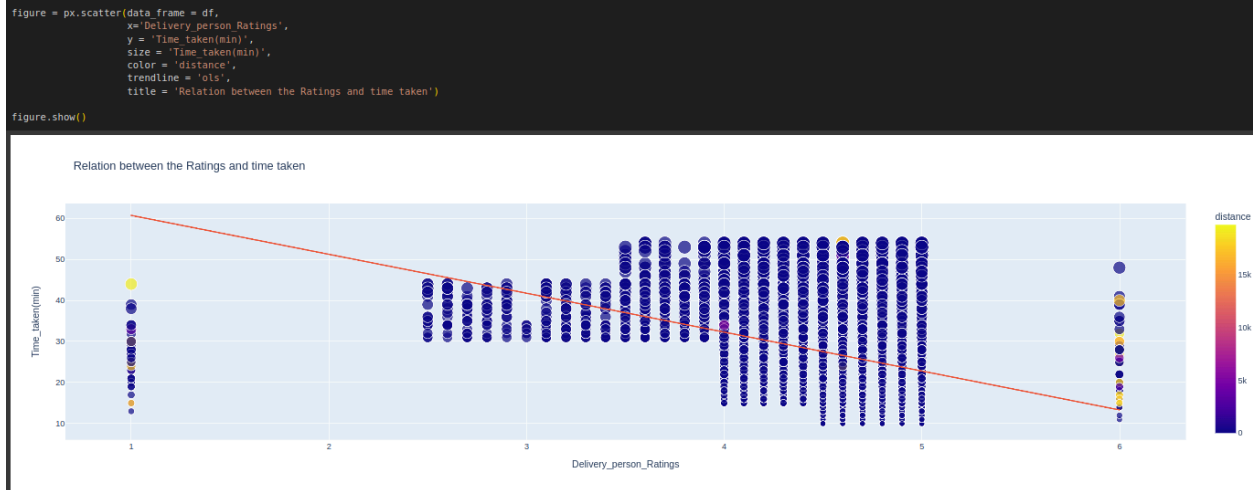 figure = px.scatter(data_frame = df,
x='Delivery_person_Ratings',
y = 'Time_taken(min)',
size = 'Time_taken(min)',
color = 'distance',
trendline = 'ols',
title = 'Relation between the Ratings and time taken')
figure.show()
Relation between the Ratings and time taken
distance
60
50
40
30
20
10
Time_taken(min)
15k
10k
5k
0
1
2
3
4
5
6
Delivery_person_Ratings